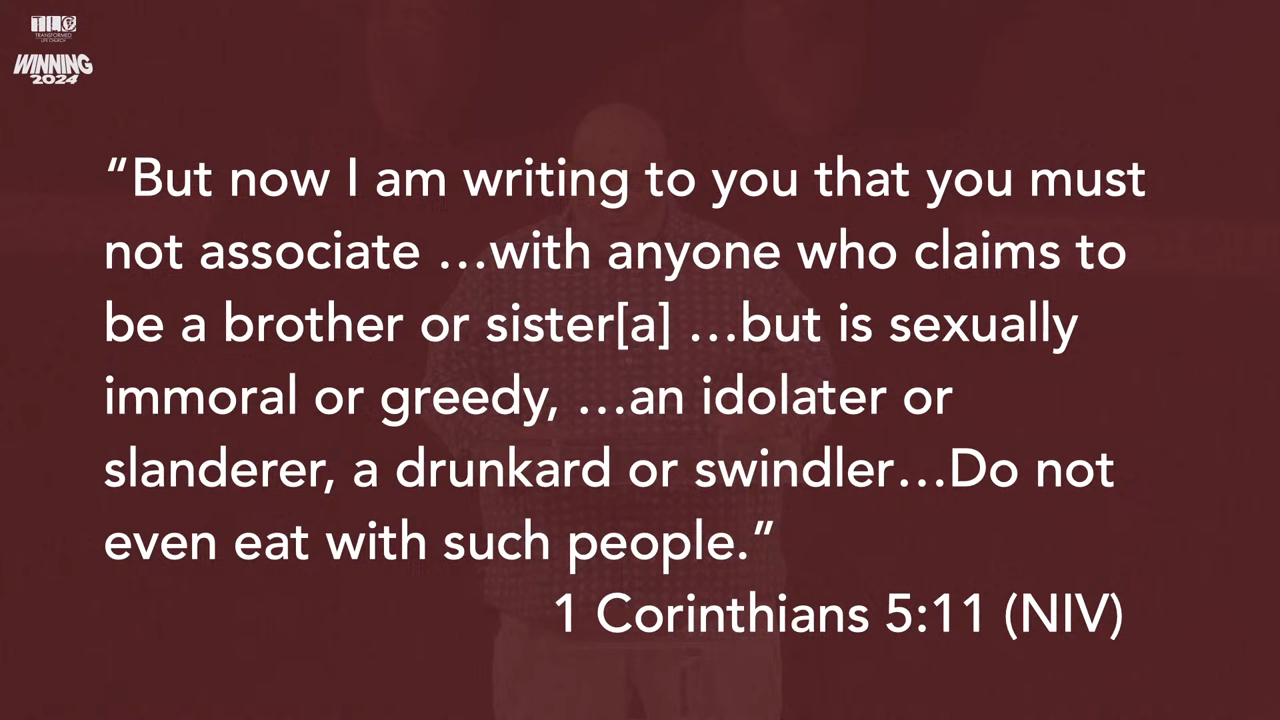 TLC
TRANSFORMED
LIFE CHURCH
WINNING
2024
“But now I am writing to you that you must
not associate …with anyone who claims to
be a brother or sister[a] …but is sexually
immoral or greedy, …an idolater or
slanderer, a drunkard or swindler…Do not
even eat with such people.”
1 Corinthians 5:11 (NIV)